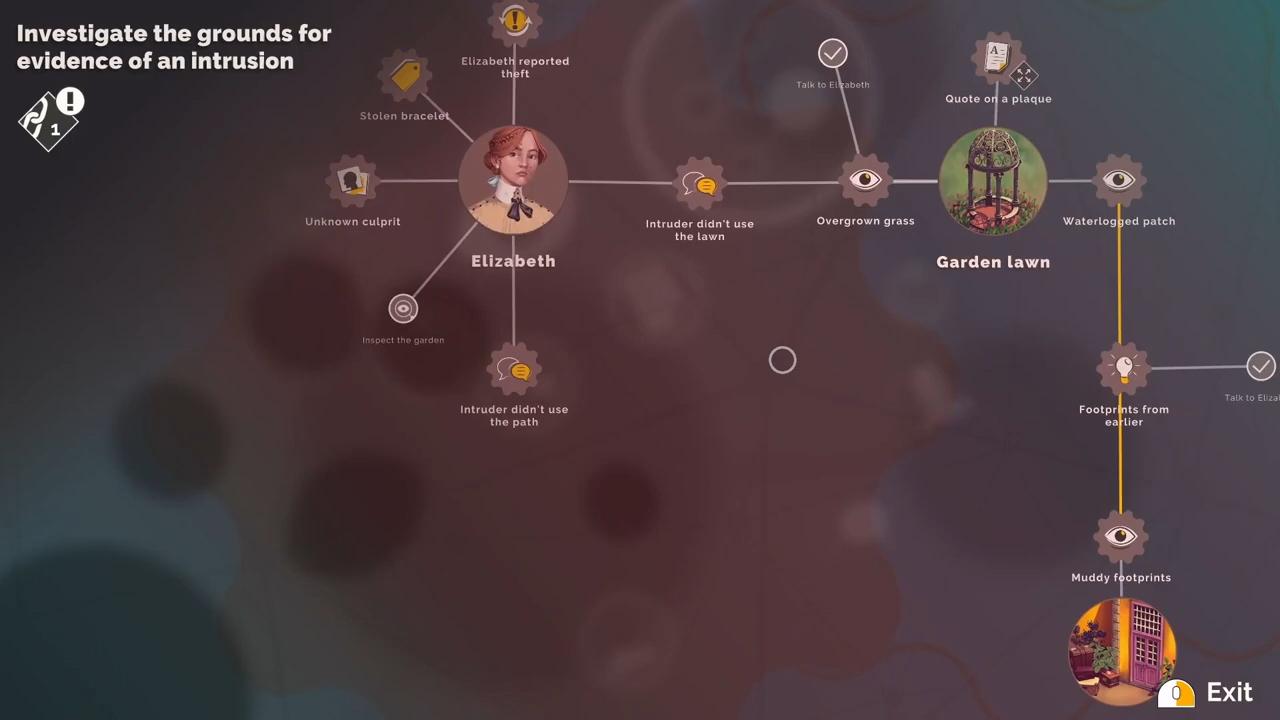 Investigate the grounds for
evidence of an intrusion
1
Elizabeth reported
theft
Stolen bracelet
Talk to Elizabeth
A
Quote on a plaque
Unknown culprit
Intruder didn't use
the lawn
Overgrown grass
Waterlogged patch
Elizabeth
Garden lawn
Inspect the garden
Intruder didn't use
the path
Footprints from
earlier
Talk to Eliza
Muddy footprints
Exit